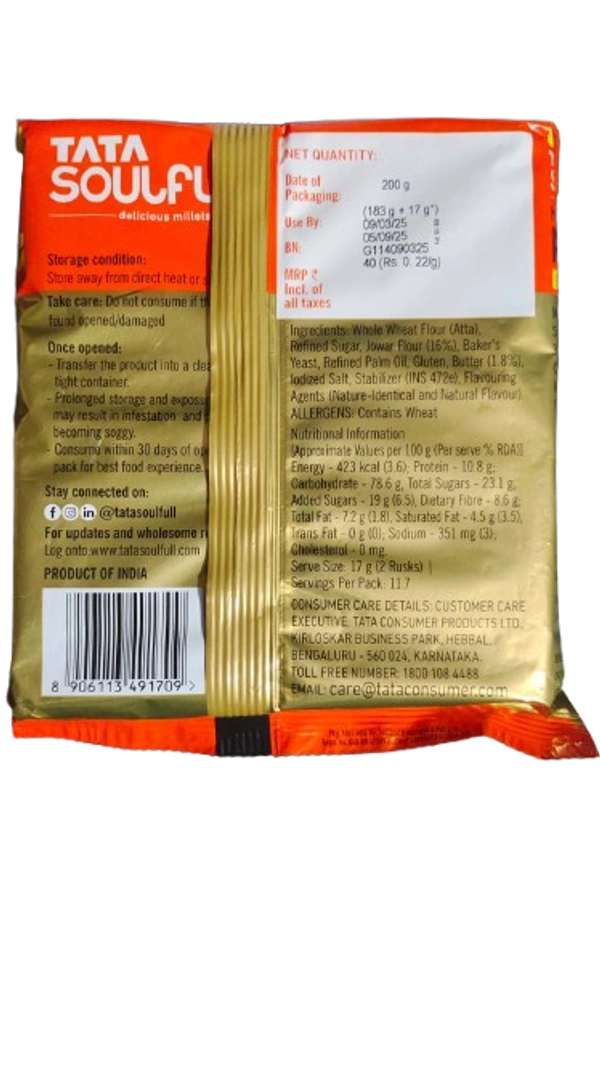 TATA
SOULFUL
delicious millets
Storage condition:
Store away from direct heat or
Take care: Do not consume if
found opened/damaged
Once opened:
- Transfer the product into a
tight container.
- Prolonged storage and
may result in infestation and
becoming soggy.
- Consume within 30 days of
pack for best food experience.
Stay connected on:
@tatasoulfull
For updates and wholesome
Log onto:www.tatasoulfull.com
PRODUCT OF INDIA
8 906113 491709 >
NET QUANTITY:
200 g
Date of
Packaging:
(183 g + 17 g*)
Use By:
09/03/25
05/09/25
BN:
G114090325
40 (Rs. 0. 22/g)
MRP ₹
Incl. of
all taxes
Ingredients: Whole Wheat Flour (Atta),
Refined Sugar, Jowar Flour (16%), Baker's
Yeast, Refined Palm Oil, Gluten, Butter (1.8%),
Iodized Salt, Stabilizer (INS 472e), Flavouring
Agents (Nature-Identical and Natural Flavour).
ALLERGENS: Contains Wheat
Nutritional Information
(Approximate Values per 100 g (Per serve % RDA))
Energy - 423 kcal (3.6); Protein - 10.8 g;
Carbohydrate - 78.6 g, Total Sugars - 23.1 g,
Added Sugars - 19 g (6.5), Dietary Fibre - 8.6 g;
Total Fat - 7.2 g (1.8), Saturated Fat - 4.5 g (3.5),
Trans Fat - 0 g (0); Sodium - 351 mg (3);
Cholesterol - 0 mg.
Serve Size: 17 g (2 Rusks) |
Servings Per Pack: 11.7
CONSUMER CARE DETAILS: CUSTOMER CARE
EXECUTIVE, TATA CONSUMER PRODUCTS LTD.
KIRLOSKAR BUSINESS PARK, HEBBAL,
BENGALURU - 560 024, KARNATAKA.
TOLL FREE NUMBER: 1800 108 4488
EMAIL: care@tataconsumer.com